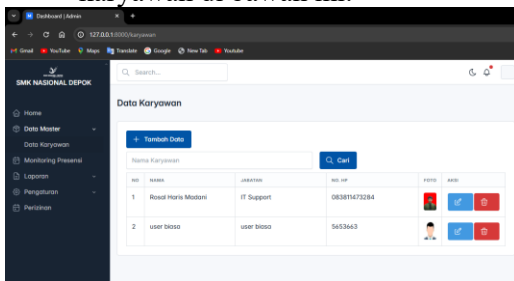 karyawan di bawah ini.
Dashboard | Admin
127.0.0.1:8000/karyawan
Gmail YouTube Maps Translate Google New Tab Youtube
SMK NASIONAL DEPOK
Search...
Home
Data Master
Data Karyawan
Monitoring Presensi
Laporan
Pengaturan
Perizinan
Data Karyawan
+ Tambah Data
Nama Karyawan Cari
NO NAMA JABATAN NO. HP FOTO AKSI
1 Rosal Haris Madani IT Support 083811473284
2 user biasa user biasa 5653663